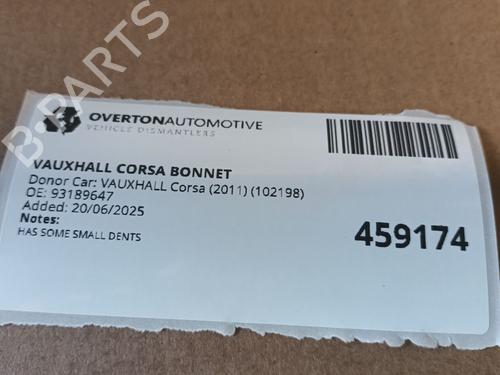 B-PARTS
OVERTONAUTOMOTIVE
VEHICLE DISMANTLERS
VAUXHALL CORSA BONNET
Donor Car: VAUXHALL Corsa (2011) (102198)
OE: 93189647
Added: 20/06/2025
Notes:
HAS SOME SMALL DENTS
459174